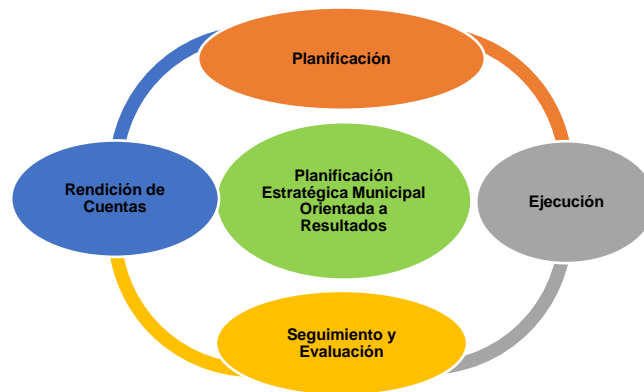 Planificación
Rendición de
Cuentas
Planificación
Estratégica Municipal
Orientada a
Resultados
Ejecución
Seguimiento y
Evaluación